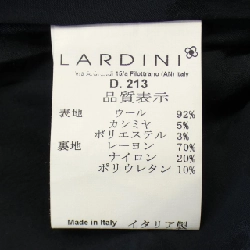 LARDINI
D. 213
品質表示
表地 ウール 92%
カシミヤ 5%
ポリエステル 3%
裏地 レーヨン 70%
ナイロン 20%
ポリウレタン 10%
Made in Italy イタリア製